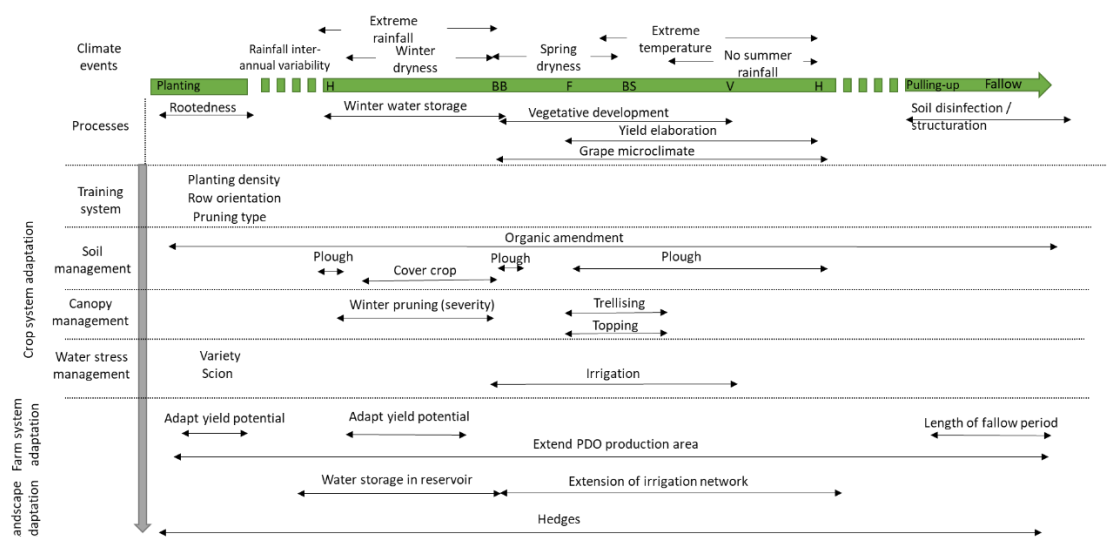 Climate
events
Rainfall inter-
annual variability
Extreme
rainfall
Winter
dryness
Spring
dryness
Extreme
temperature
No summer
rainfall
Planting
H
BB
F
BS
V
H
Pulling-up
Fallow
Processes
Rootedness
Winter water storage
Vegetative development
Yield elaboration
Grape microclimate
Soil disinfection /
structuration
Crop system adaptation
Training
system
Planting density
Row orientation
Pruning type
Soil
management
Organic amendment
Plough
Cover crop
Plough
Plough
Canopy
management
Winter pruning (severity)
Trellising
Topping
Water stress
management
Variety
Scion
Irrigation
Farm system
adaptation
Adapt yield potential
Adapt yield potential
Length of fallow period
Extend PDO production area
andscape
daptation
Water storage in reservoir
Extension of irrigation network
Hedges